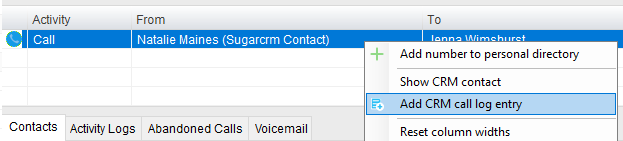 Activity From To
Call Natalie Maines (Sugarcrm Contact) Jenna Wimshurst
Add number to personal directory
Show CRM contact
Add CRM call log entry
Reset column widths
Contacts Activity Logs Abandoned Calls Voicemail